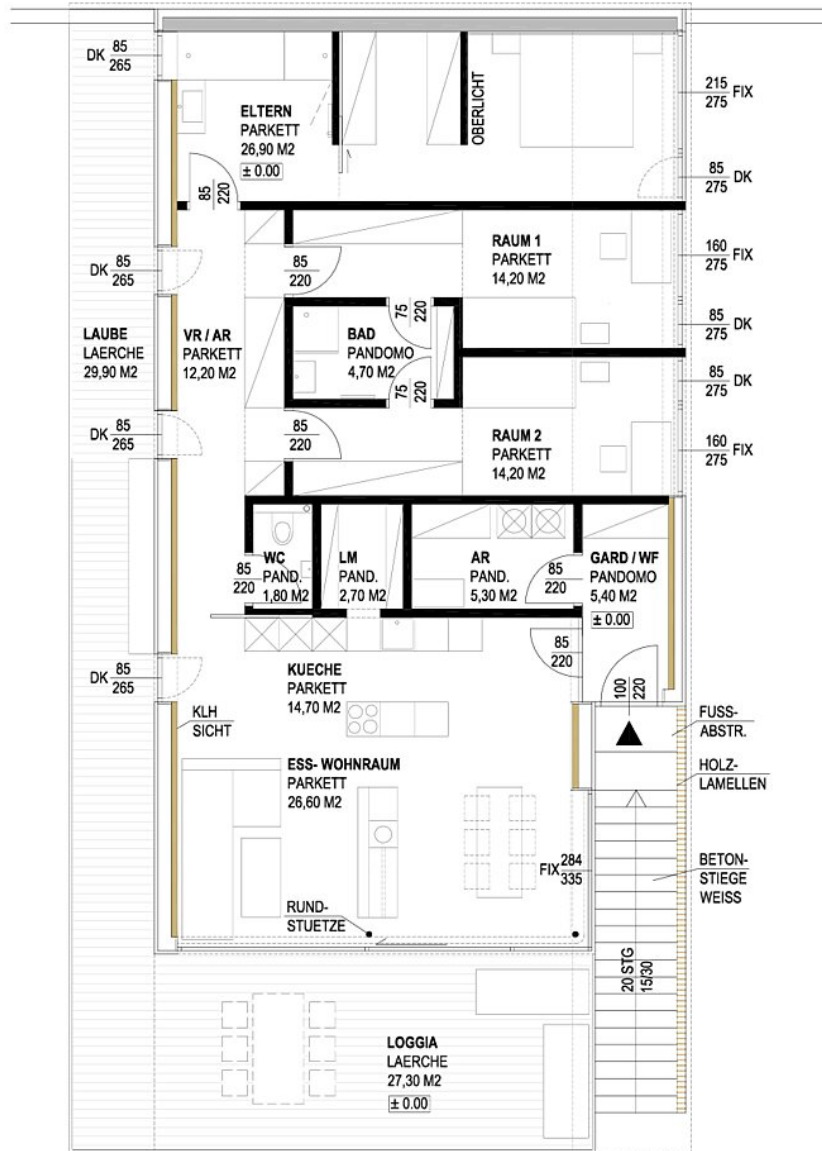 DK 85
265
ELTERN
PARKETT
26,90 M2
± 0.00
OBERLICHT
215 FIX
275
85 DK
275
85
220
RAUM 1
PARKETT
14,20 M2
160 FIX
275
DK 85
265
85
220
85 DK
275
LAUBE
LAERCHE
29,90 M2
VR / AR
PARKETT
12,20 M2
BAD
PANDOMO
4,70 M2
75
220
75
220
85 DK
275
DK 85
265
85
220
RAUM 2
PARKETT
14,20 M2
160 FIX
275
WC
PAND.
1,80 M2
85
220
LM
PAND.
2,70 M2
AR
PAND.
5,30 M2
85
220
GARD / WF
PANDOMO
5,40 M2
± 0.00
85
220
DK 85
265
KUECHE
PARKETT
14,70 M2
100
220
KLH
SICHT
FUSS-
ABSTR.
ESS- WOHNRAUM
PARKETT
26,60 M2
HOLZ-
LAMELLEN
FIX 284
335
BETON-
STIEGE
WEISS
RUND-
STUETZE
20 STG
15/30
LOGGIA
LAERCHE
27,30 M2
± 0.00